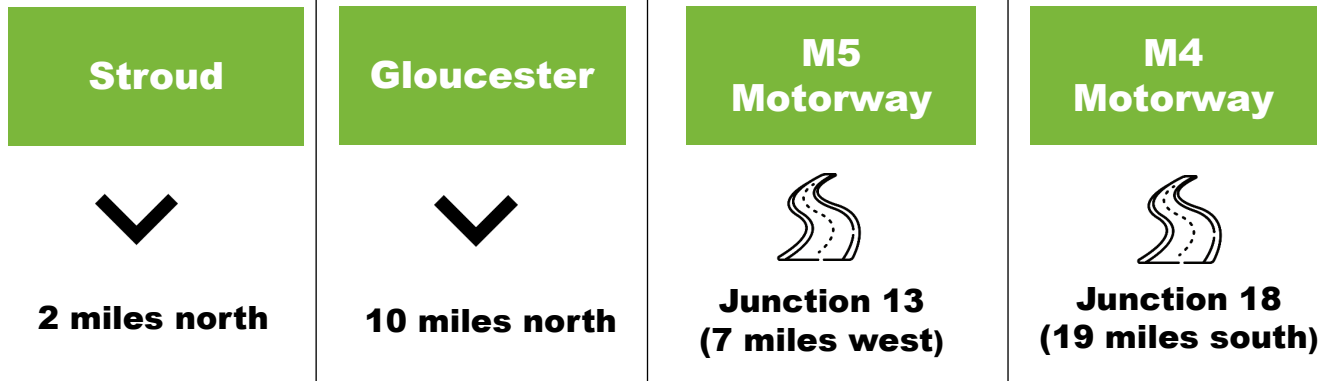 Stroud
2 miles north
Gloucester
10 miles north
M5
Motorway
Junction 13
(7 miles west)
M4
Motorway
Junction 18
(19 miles south)